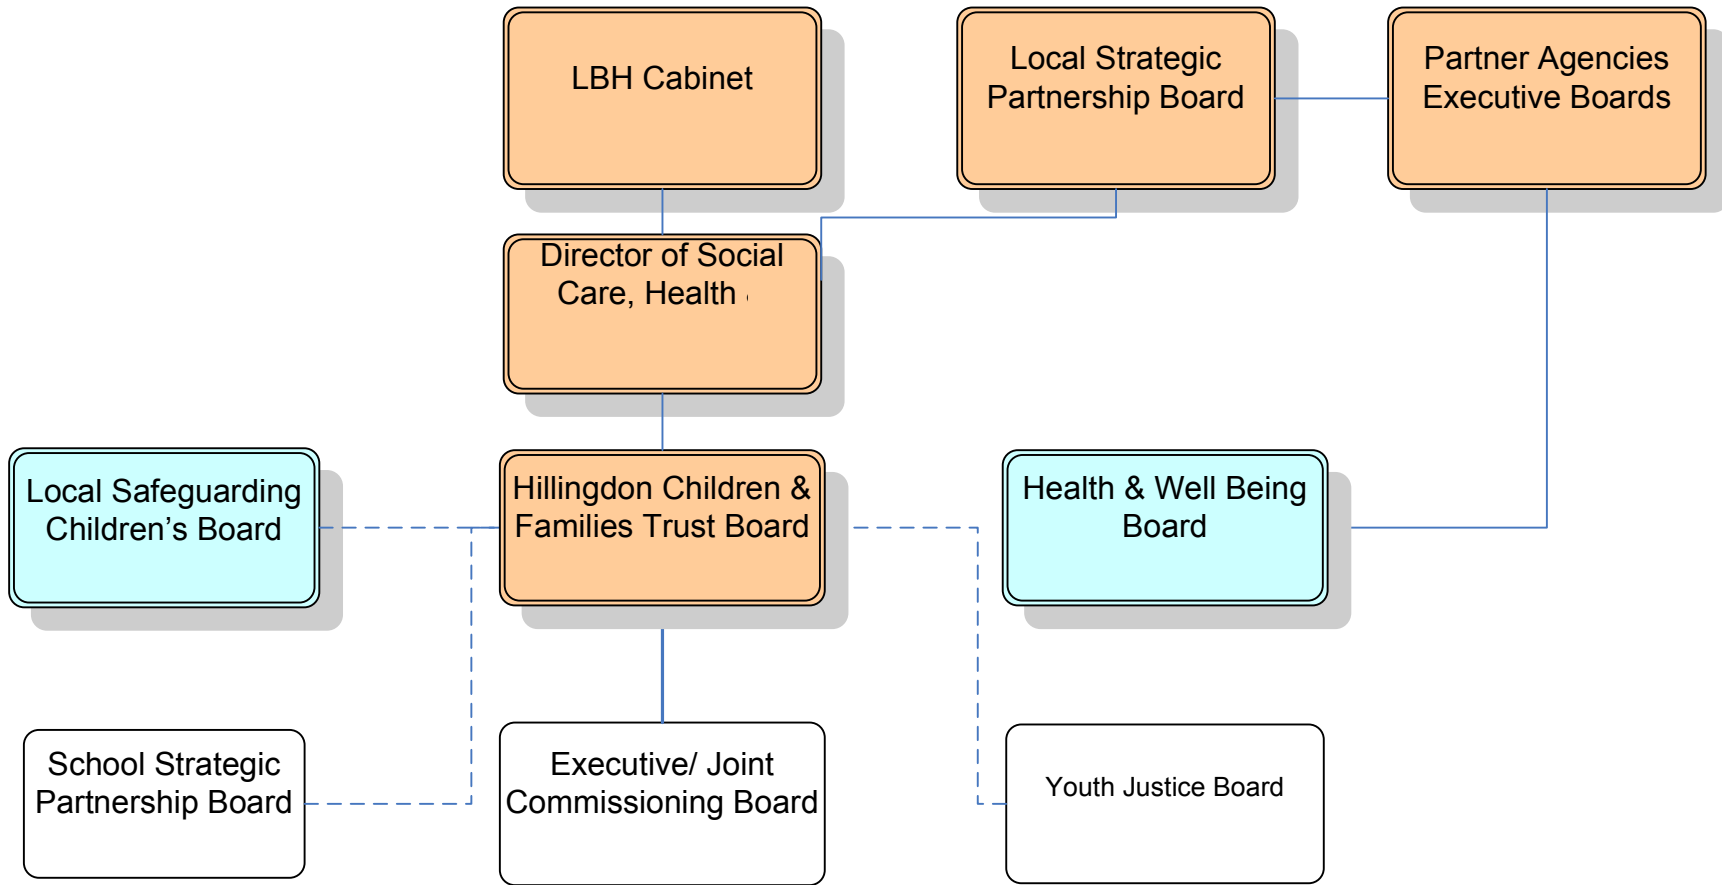 LBH Cabinet
Local Strategic
Partnership Board
Partner Agencies
Executive Boards
Director of Social
Care, Health
Local Safeguarding
Children’s Board
Hillingdon Children &
Families Trust Board
Health & Well Being
Board
School Strategic
Partnership Board
Executive/ Joint
Commissioning Board
Youth Justice Board